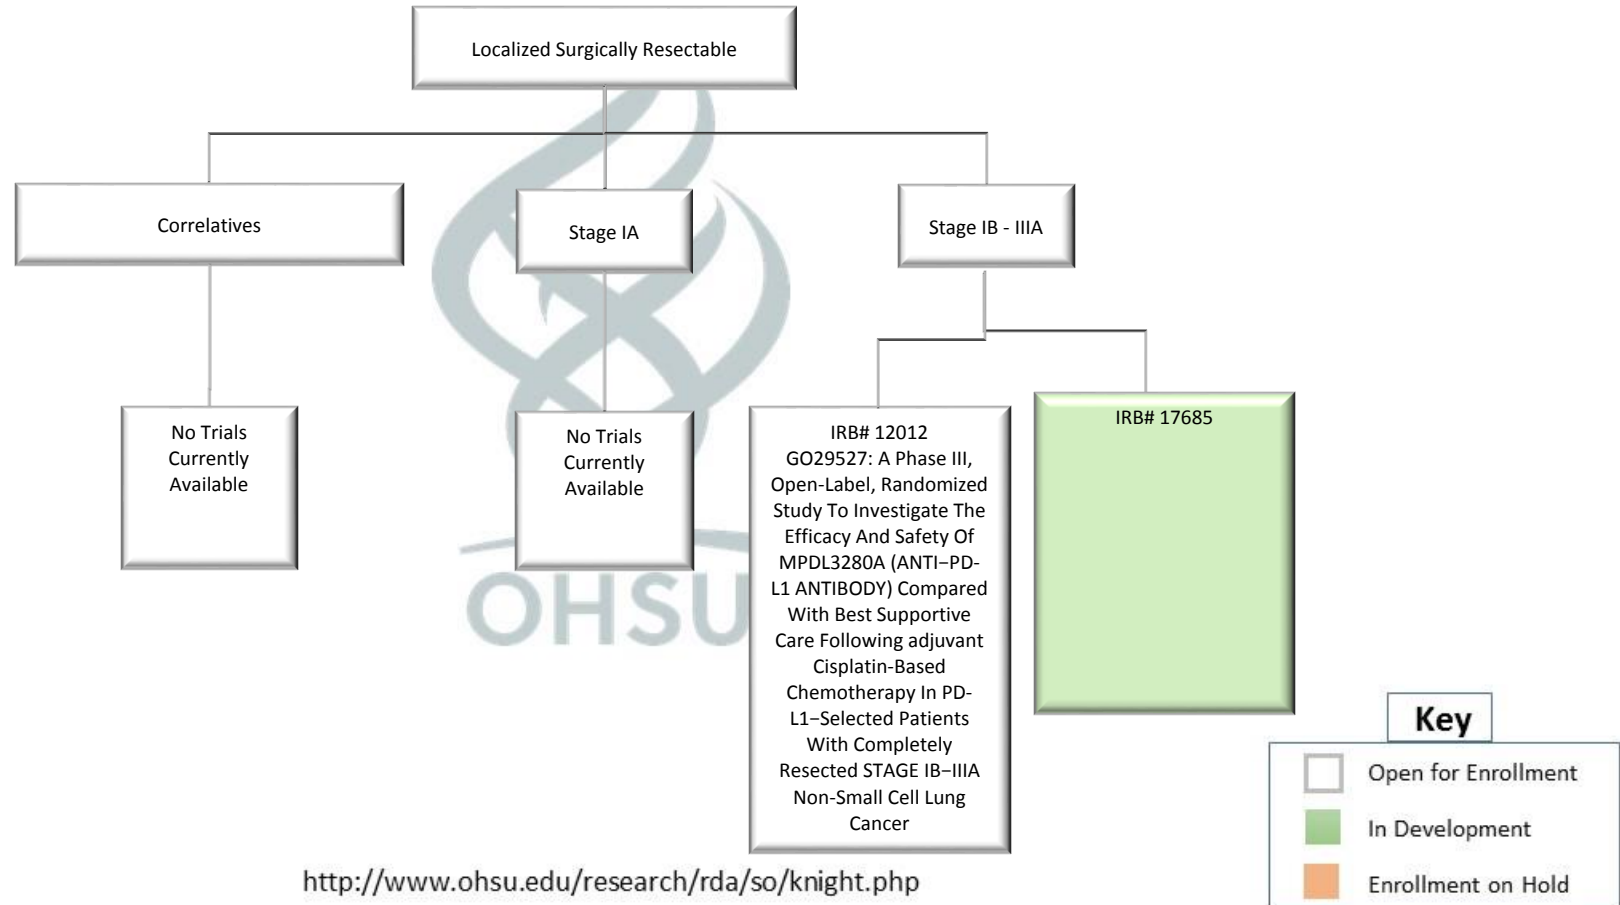 Localized Surgically Resectable
Correlatives
Stage IA
Stage IB - IIIA
No Trials
Currently
Available
No Trials
Currently
Available
IRB# 12012
GO29527: A Phase III,
Open-Label, Randomized
Study To Investigate The
Efficacy And Safety Of
MPDL3280A (ANTI−PD-
L1 ANTIBODY) Compared
With Best Supportive
Care Following adjuvant
Cisplatin-Based
Chemotherapy In PD-
L1−Selected Patients
With Completely
Resected STAGE IB−IIIA
Non-Small Cell Lung
Cancer
IRB# 17685
OHSU
Key
Open for Enrollment
In Development
Enrollment on Hold
http://www.ohsu.edu/research/rda/so/knight.php